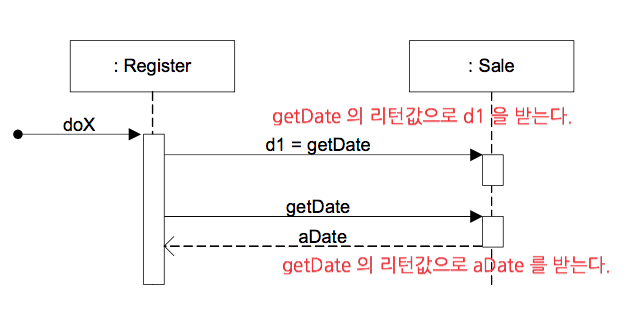 : Register
: Sale
getDate 의 리턴값으로 d1 을 받는다.
doX
d1 = getDate
getDate
aDate
getDate 의 리턴값으로 aDate 를 받는다.